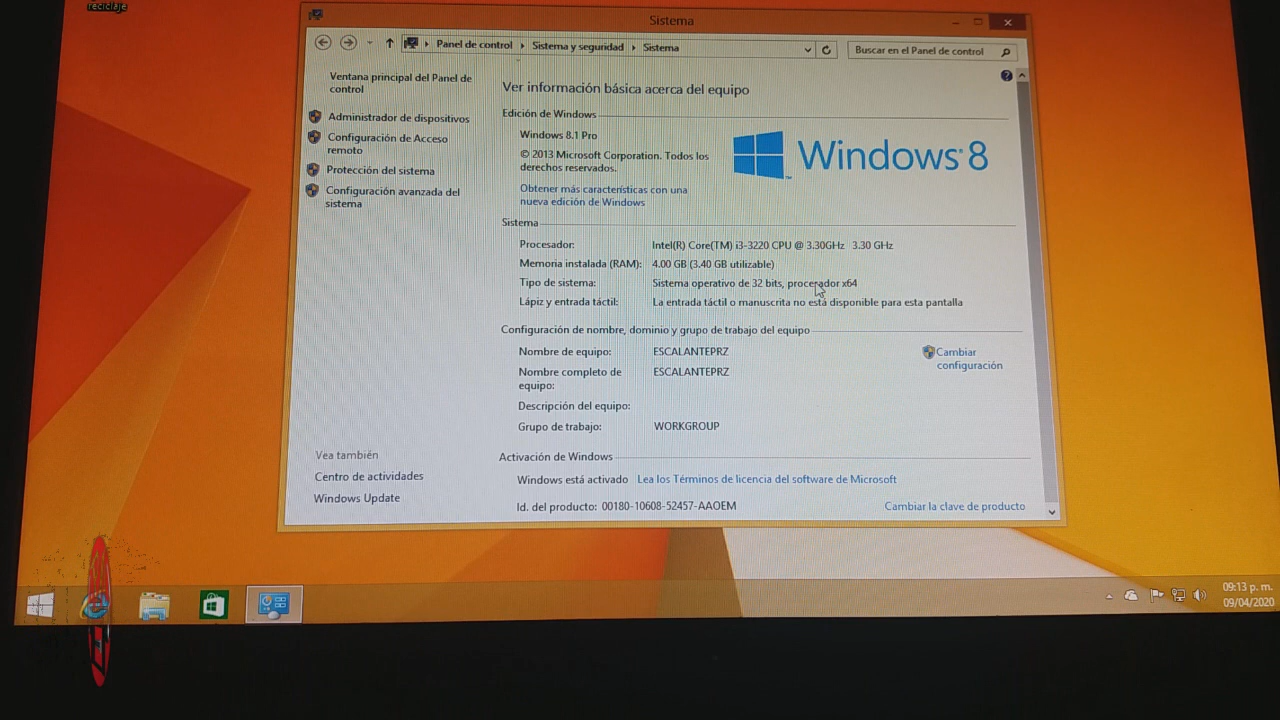 reciclaje
Sistema
Panel de control
Sistema y seguridad
Sistema
Buscar en el Panel de control
Ventana principal del Panel de
control
Administrador de dispositivos
Configuración de Acceso
remoto
Protección del sistema
Configuración avanzada del
sistema
Vea también
Centro de actividades
Windows Update
Ver información básica acerca del equipo
Edición de Windows
Windows 8.1 Pro
© 2013 Microsoft Corporation. Todos los
derechos reservados.
Obtener más características con una
nueva edición de Windows
Windows 8
Sistema
Procesador: Intel(R) Core(TM) i3-3220 CPU @ 3.30GHz 3.30 GHz
Memoria instalada (RAM): 4.00 GB (3.40 GB utilizable)
Tipo de sistema: Sistema operativo de 32 bits, procesador x64
Lápiz y entrada táctil: La entrada táctil o manuscrita no está disponible para esta pantalla
Configuración de nombre, dominio y grupo de trabajo del equipo
Nombre de equipo: ESCALANTEPRZ
Cambiar
configuración
Nombre completo de
equipo:
ESCALANTEPRZ
Descripción del equipo:
Grupo de trabajo: WORKGROUP
Activación de Windows
Windows está activado Lea los Términos de licencia del software de Microsoft
Id. del producto: 00180-10608-52457-AAOEM
Cambiar la clave de producto
09:13 p. m.
09/04/2020